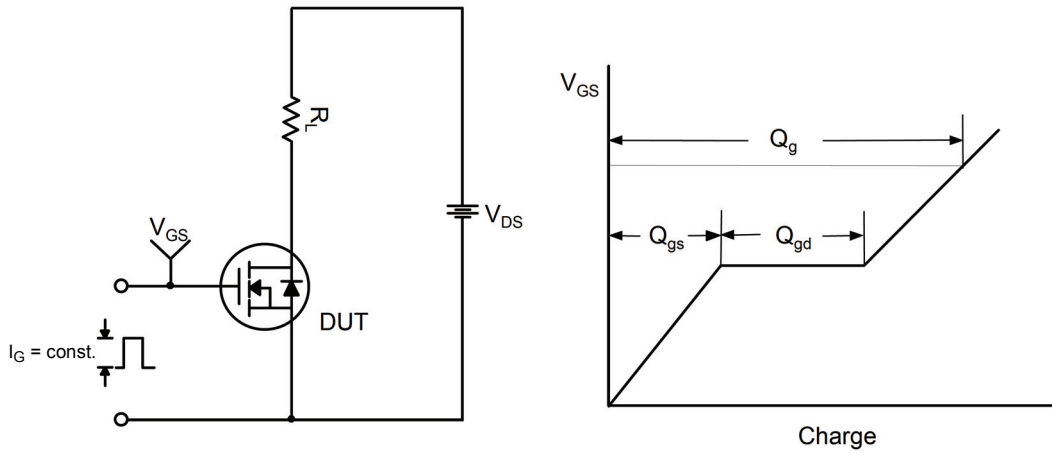 R_L
V_GS
V_DS
DUT
I_G = const.
V_GS
Q_g
Q_gs
Q_gd
Charge